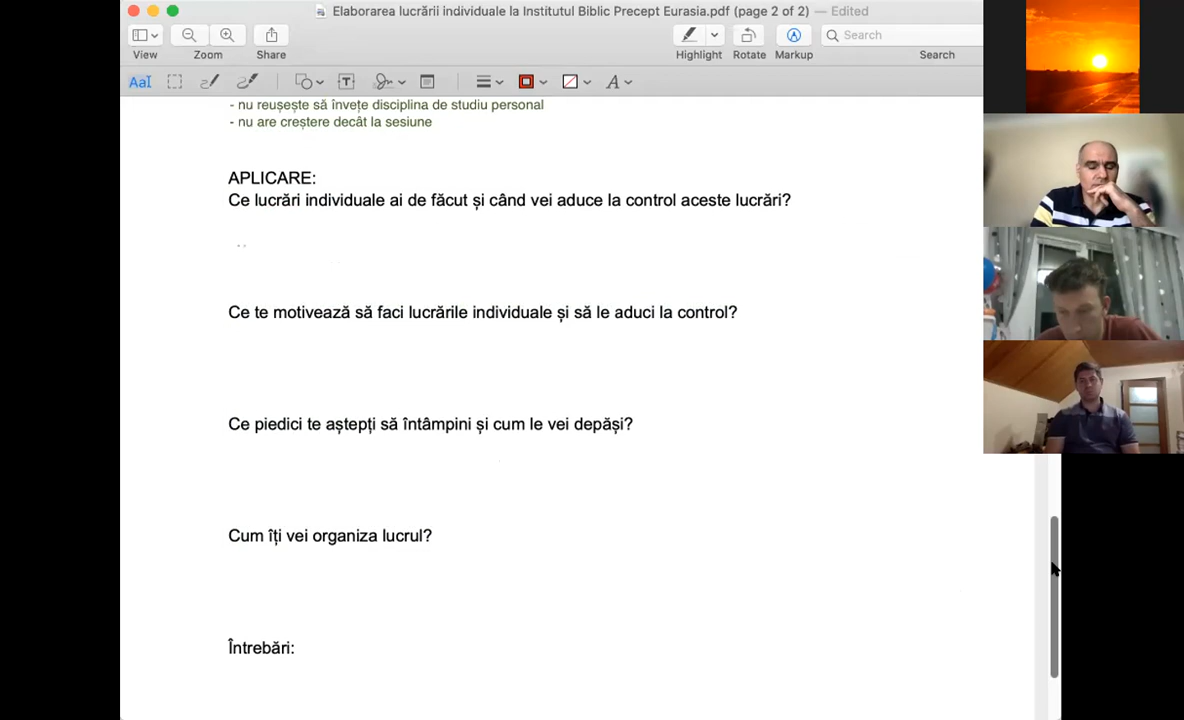 Elaborarea lucrării individuale la Institutul Biblic Precept Eurasia.pdf (page 2 of 2) — Edited
View
Zoom
Share
Highlight
Rotate
Markup
Search
Search
- nu reușește să învețe disciplina de studiu personal
- nu are creștere decât la sesiune
APLICARE:
Ce lucrări individuale ai de făcut și când vei aduce la control aceste lucrări?
Ce te motivează să faci lucrările individuale și să le aduci la control?
Ce piedici te aștepți să întâmpini și cum le vei depăși?
Cum îți vei organiza lucrul?
Întrebări: